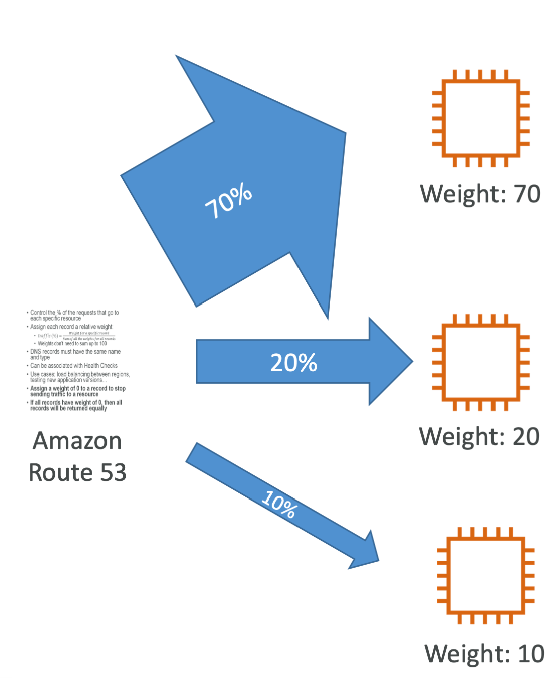 • Control the % of the requests that go to
each specific resource
• Assign each record a relative weight
• Weights don't need to sum up to 100
• DNS records must have the same name
and type
• Can be associated with Health Checks
• Use cases: load balancing between regions,
testing new application versions…
• Assign a weight of 0 to a record to stop
sending traffic to a resource
• If all records have weight of 0, then all
records will be returned equally
Amazon
Route 53
70%
20%
10%
Weight: 70
Weight: 20
Weight: 10